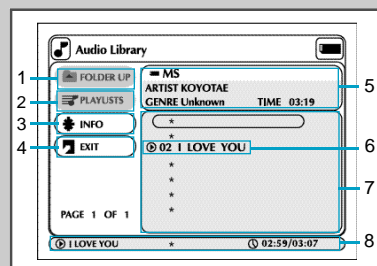 Audio Library
1 FOLDER UP
2 PLAYLISTS
3 INFO
4 EXIT
PAGE 1 OF 1
MS
ARTIST KOYOTAE
GENRE Unknown TIME 03:19
5
*
*
02 I LOVE YOU
6
*
*
*
*
7
I LOVE YOU * 02:59/03:07
8